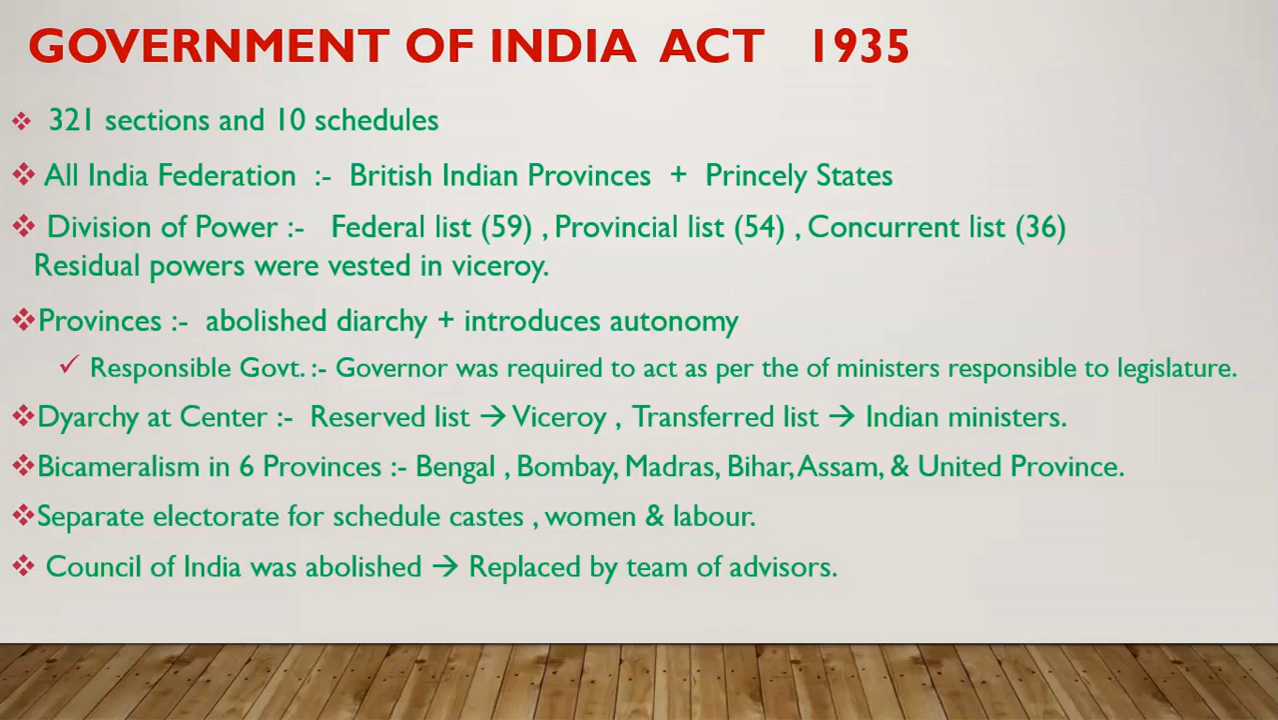 GOVERNMENT OF INDIA ACT 1935
❖ 321 sections and 10 schedules
❖ All India Federation :- British Indian Provinces + Princely States
❖ Division of Power :- Federal list (59) , Provincial list (54) , Concurrent list (36)
Residual powers were vested in viceroy.
❖Provinces :- abolished diarchy + introduces autonomy
✓ Responsible Govt. :- Governor was required to act as per the of ministers responsible to legislature.
❖Dyarchy at Center :- Reserved list → Viceroy , Transferred list → Indian ministers.
❖Bicameralism in 6 Provinces :- Bengal , Bombay, Madras, Bihar, Assam, & United Province.
❖Separate electorate for schedule castes , women & labour.
❖ Council of India was abolished → Replaced by team of advisors.